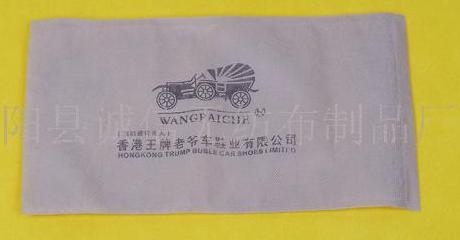 WANGPAICHE
香港王牌老爷车鞋业有限公司
HONGKONG TRUMP BUGLE CAR SHOES LIMITED
阳县诚 布制品厂